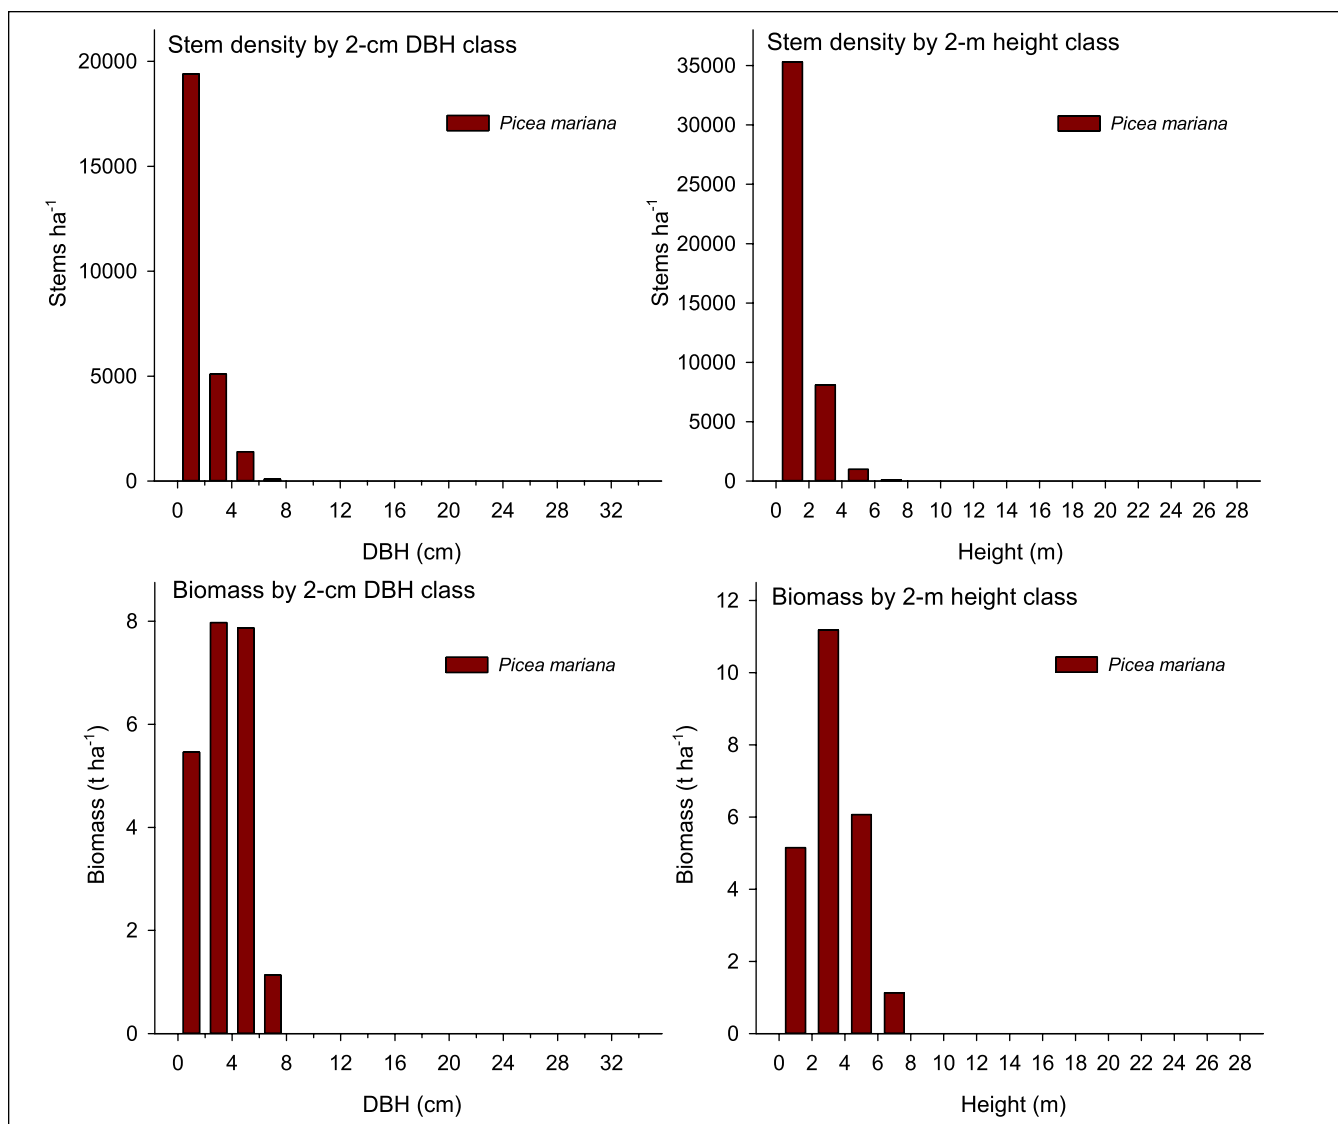 Stem density by 2-cm DBH class
Picea mariana
Stems ha-1
20000
15000
10000
5000
0
0 4 8 12 16 20 24 28 32
DBH (cm)
Stem density by 2-m height class
Picea mariana
Stems ha-1
35000
30000
25000
20000
15000
10000
5000
0
0 2 4 6 8 10 12 14 16 18 20 22 24 26 28
Height (m)
Biomass by 2-cm DBH class
Picea mariana
Biomass (t ha-1)
8
6
4
2
0
0 4 8 12 16 20 24 28 32
DBH (cm)
Biomass by 2-m height class
Picea mariana
Biomass (t ha-1)
12
10
8
6
4
2
0
0 2 4 6 8 10 12 14 16 18 20 22 24 26 28
Height (m)